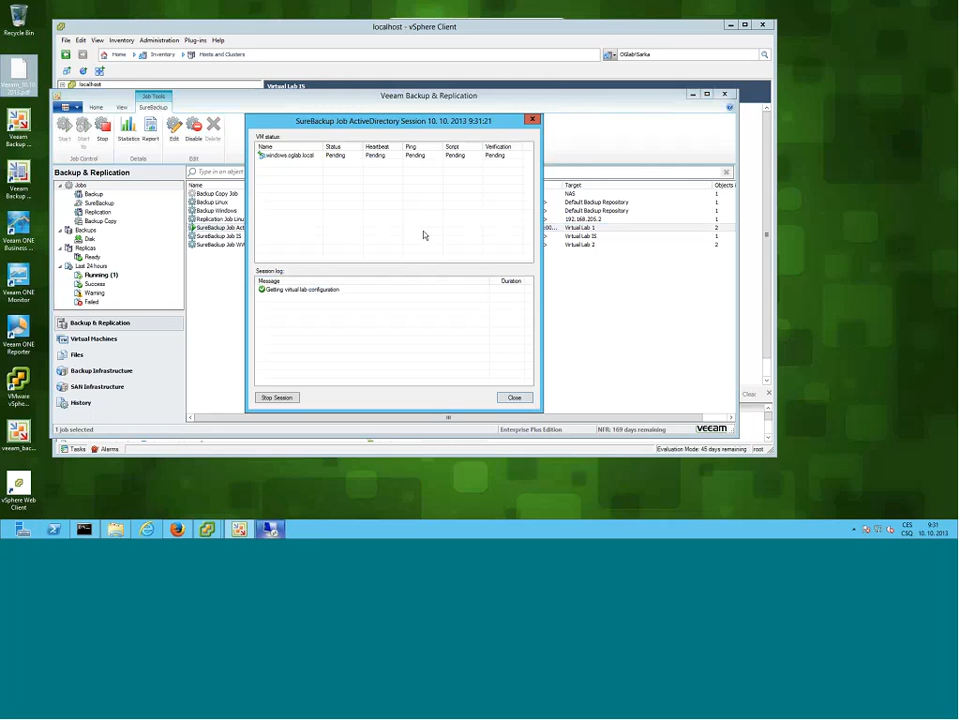 Recycle Bin
Veeam_10.10
2013.pdf
Veeam
Backup ...
Veeam
Backup ...
Veeam ONE
Business ...
Veeam ONE
Monitor
Veeam ONE
Reporter
VMware
vSphe...
veeam_bac...
vSphere Web
Client
localhost - vSphere Client
File Edit View Inventory Administration Plug-ins Help
Home Inventory Hosts and Clusters
OGlab\Sarka
localhost
Virtual Lab IS
Veeam Backup & Replication
Job Tools
Home View SureBackup
Start Start to Stop Statistics Report Edit Disable Delete
Job Control Details Edit
Backup & Replication
Type in an object
Jobs
Backup
SureBackup
Replication
Backup Copy
Backups
Disk
Replicas
Ready
Last 24 hours
Running (1)
Success
Warning
Failed
Backup & Replication
Virtual Machines
Files
Backup Infrastructure
SAN Infrastructure
History
1 job selected
Name
Backup Copy Job
Backup Linux
Backup Windows
Replication Job Linu
SureBackup Job Act
SureBackup Job IS
SureBackup Job WW
SureBackup Job ActiveDirectory Session 10. 10. 2013 9:31:21
VM status:
Name Status Heartbeat Ping Script Verification
windows.oglab.local Pending Pending Pending Pending Pending
Session log:
Message Duration
Getting virtual lab configuration
Stop Session Close
Target Objects i
NAS 1
Default Backup Repository 1
Default Backup Repository 1
192.168.205.2 1
Virtual Lab 1 2
Virtual Lab IS 1
Virtual Lab 2 2
Clear
Enterprise Plus Edition NFR: 169 days remaining veeam
Tasks Alarms Evaluation Mode: 45 days remaining root
CES 9:31
CSQ 10. 10. 2013